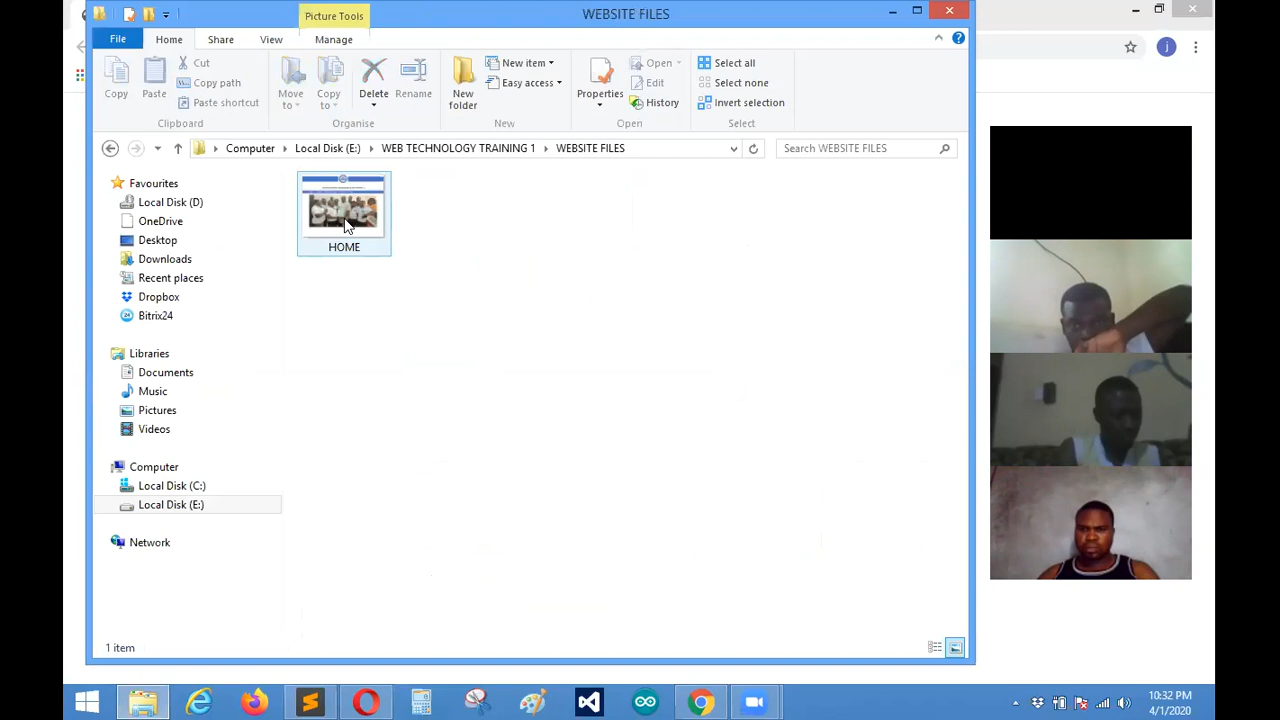 Picture Tools
WEBSITE FILES
File
Home
Share
View
Manage
Copy
Paste
Cut
Copy path
Paste shortcut
Clipboard
Move to
Copy to
Delete
Rename
Organise
New folder
New item
Easy access
New
Properties
Open
Edit
History
Open
Select all
Select none
Invert selection
Select
j
Computer
Local Disk (E:)
WEB TECHNOLOGY TRAINING 1
WEBSITE FILES
Search WEBSITE FILES
Favourites
Local Disk (D)
OneDrive
Desktop
Downloads
Recent places
Dropbox
Bitrix24
Libraries
Documents
Music
Pictures
Videos
Computer
Local Disk (C:)
Local Disk (E:)
Network
HOME
1 item
10:32 PM
4/1/2020